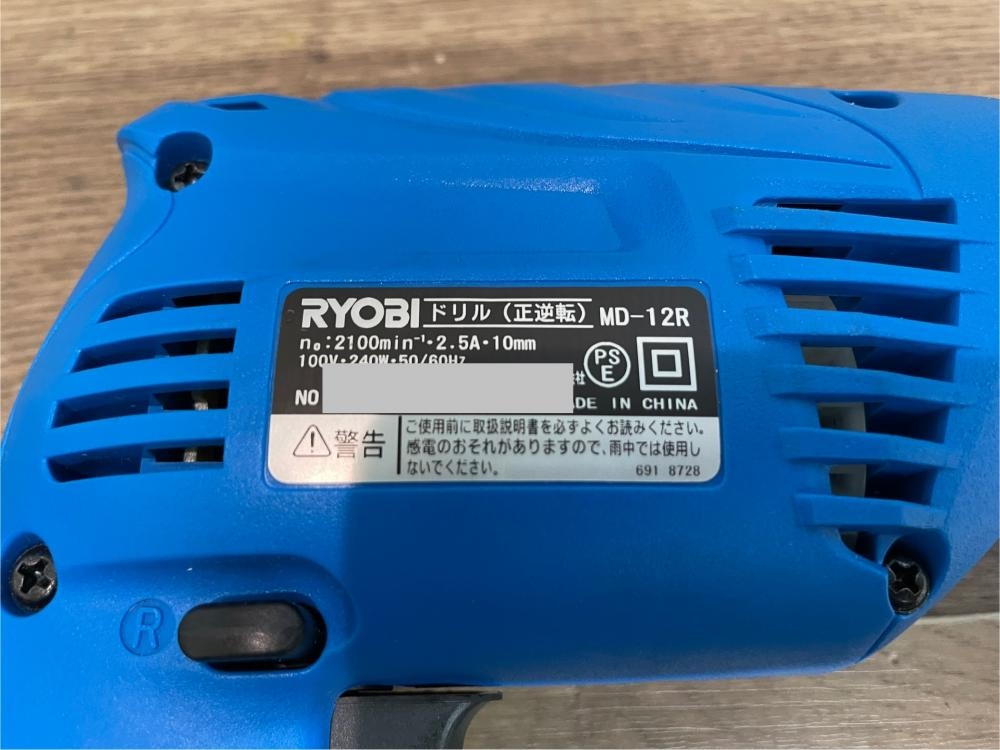 RYOBI ドリル（正逆転） MD-12R
n₀:2100min⁻¹・2.5A・10mm
100V・240W・50/60Hz
PS
E
NO
DE IN CHINA
警告
ご使用前に取扱説明書を必ずよくお読みください。
感電のおそれがありますので、雨中では使用し
ないでください。
691 8728
R